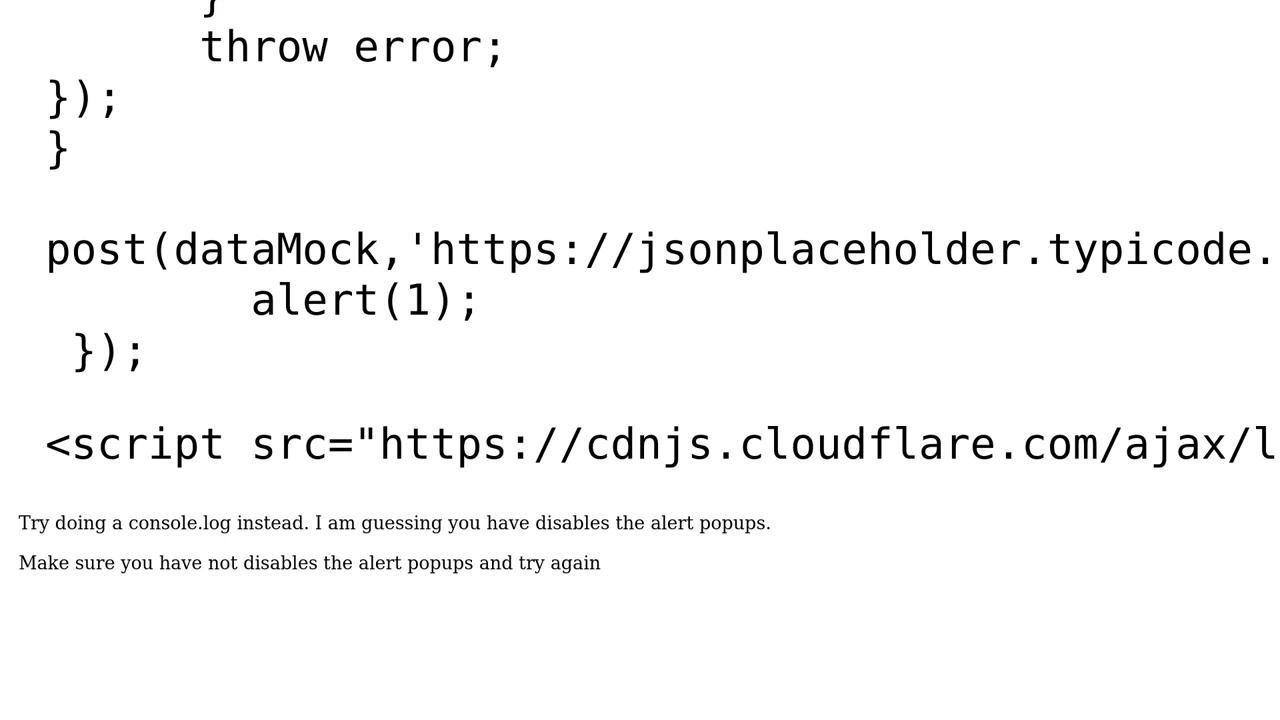 }
throw error;
});
}
post(dataMock,'https://jsonplaceholder.typicode.
alert(1);
});
<script src="https://cdnjs.cloudflare.com/ajax/l
Try doing a console.log instead. I am guessing you have disables the alert popups.
Make sure you have not disables the alert popups and try again